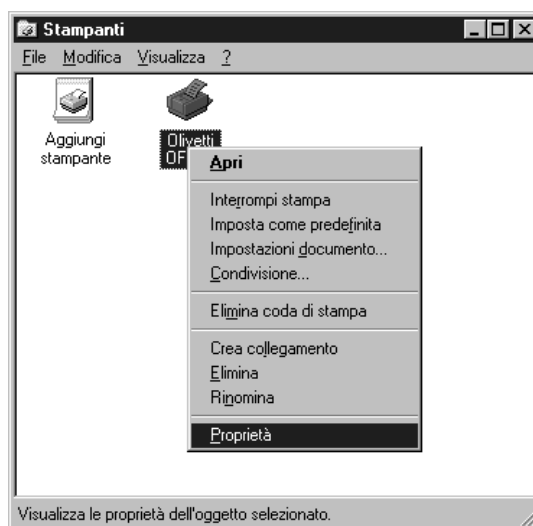 Stampanti
File Modifica Visualizza ?
Aggiungi
stampante
Olivetti
OF
Apri
Interrompi stampa
Imposta come predefinita
Impostazioni documento...
Condivisione...
Elimina coda di stampa
Crea collegamento
Elimina
Rinomina
Proprietà
Visualizza le proprietà dell'oggetto selezionato.